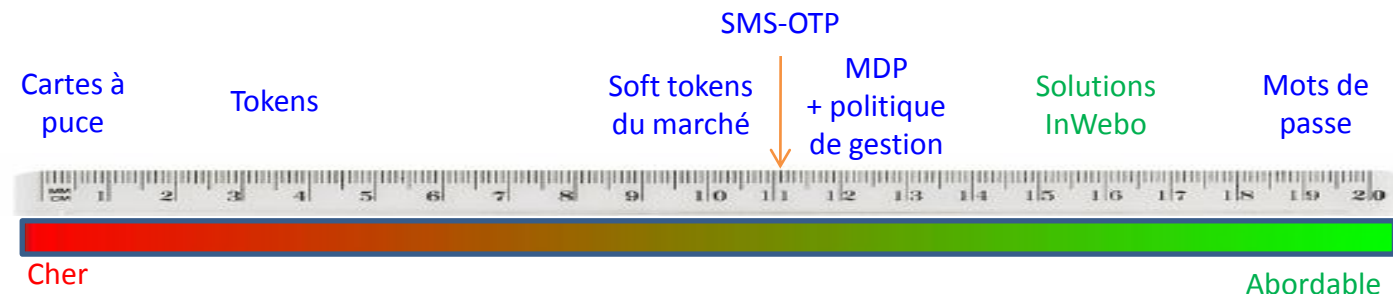 SMS-OTP
Cartes à
puce
Tokens
Soft tokens
du marché
MDP
+ politique
de gestion
Solutions
InWebo
Mots de
passe
MM
CM
1 2 3 4 5 6 7 8 9 10 11 12 13 14 15 16 17 18 19 20
Cher
Abordable